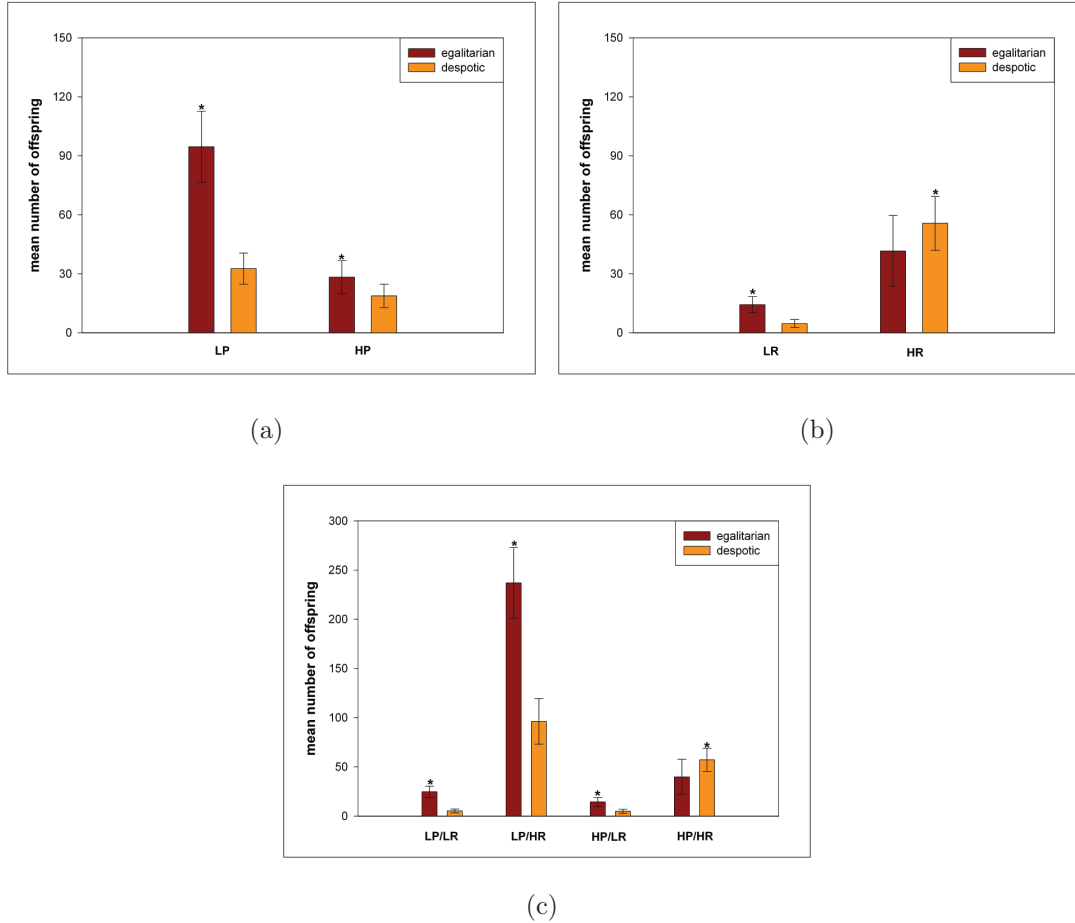 150
120
90
60
30
0
mean number of offspring
egalitarian
despotic
*
*
LP
HP
(a)
150
120
90
60
30
0
mean number of offspring
egalitarian
despotic
*
*
LR
HR
(b)
300
250
200
150
100
50
0
mean number of offspring
egalitarian
despotic
*
*
*
*
LP/LR
LP/HR
HP/LR
HP/HR
(c)